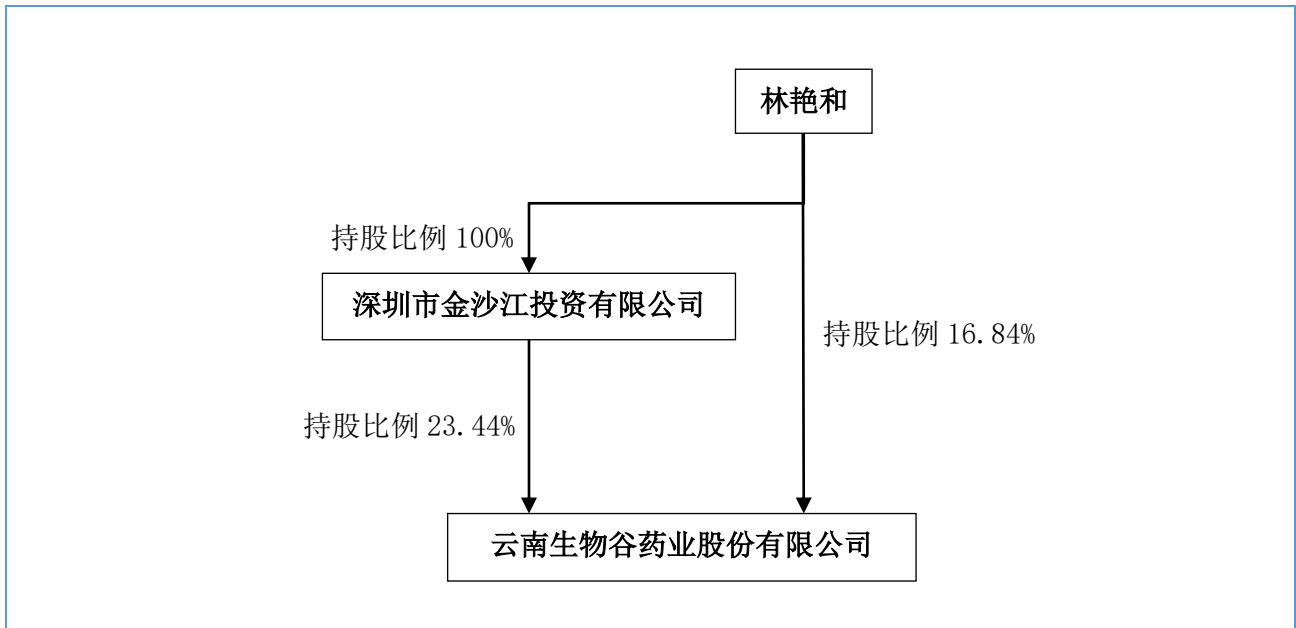 林艳和
持股比例 100%
深圳市金沙江投资有限公司
持股比例 16.84%
持股比例 23.44%
云南生物谷药业股份有限公司